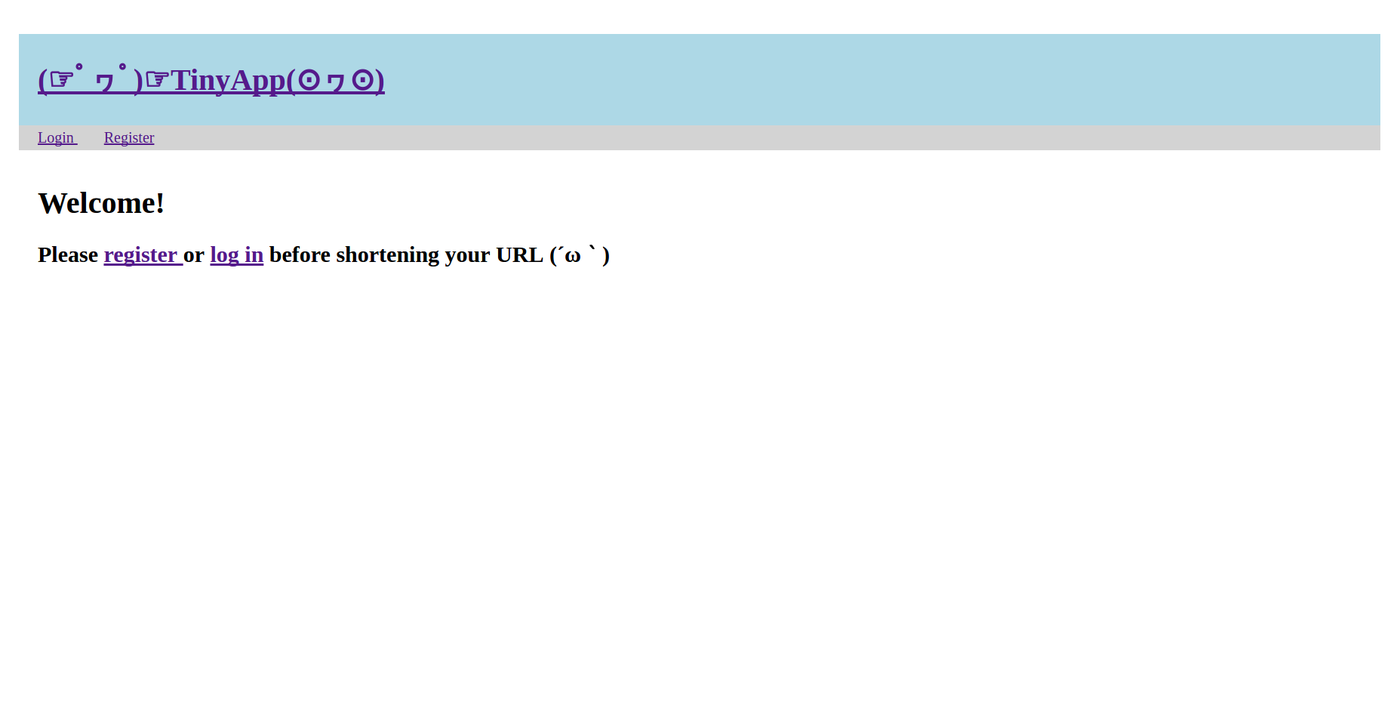 (☞ﾟヮﾟ)☞TinyApp(⊙ヮ⊙)
Login Register
Welcome!
Please register or log in before shortening your URL (´ω｀)